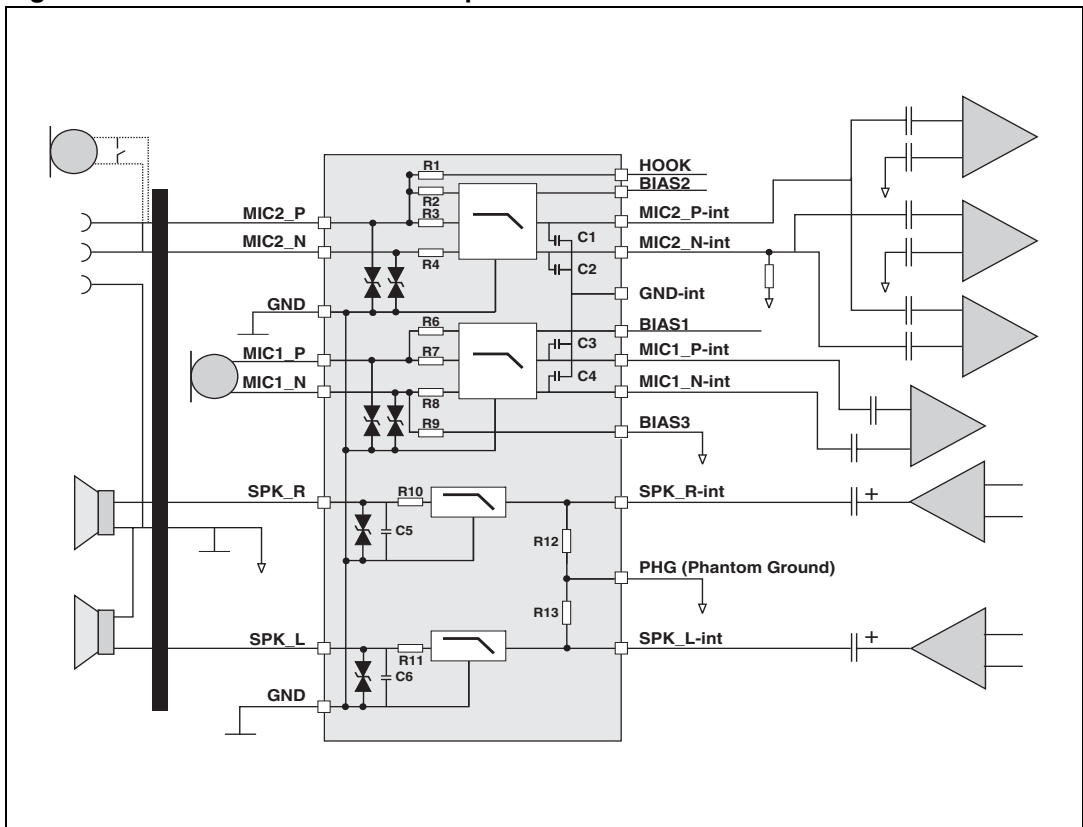 HOOK
R1
BIAS2
R2
MIC2_P
R3
MIC2_P-int
C1
MIC2_N
R4
MIC2_N-int
C2
GND
GND-int
R6
BIAS1
C3
MIC1_P
R7
MIC1_P-int
C4
MIC1_N
R8
MIC1_N-int
R9
BIAS3
SPK_R
R10
SPK_R-int
+
C5
R12
PHG (Phantom Ground)
R13
SPK_L
R11
SPK_L-int
+
C6
GND